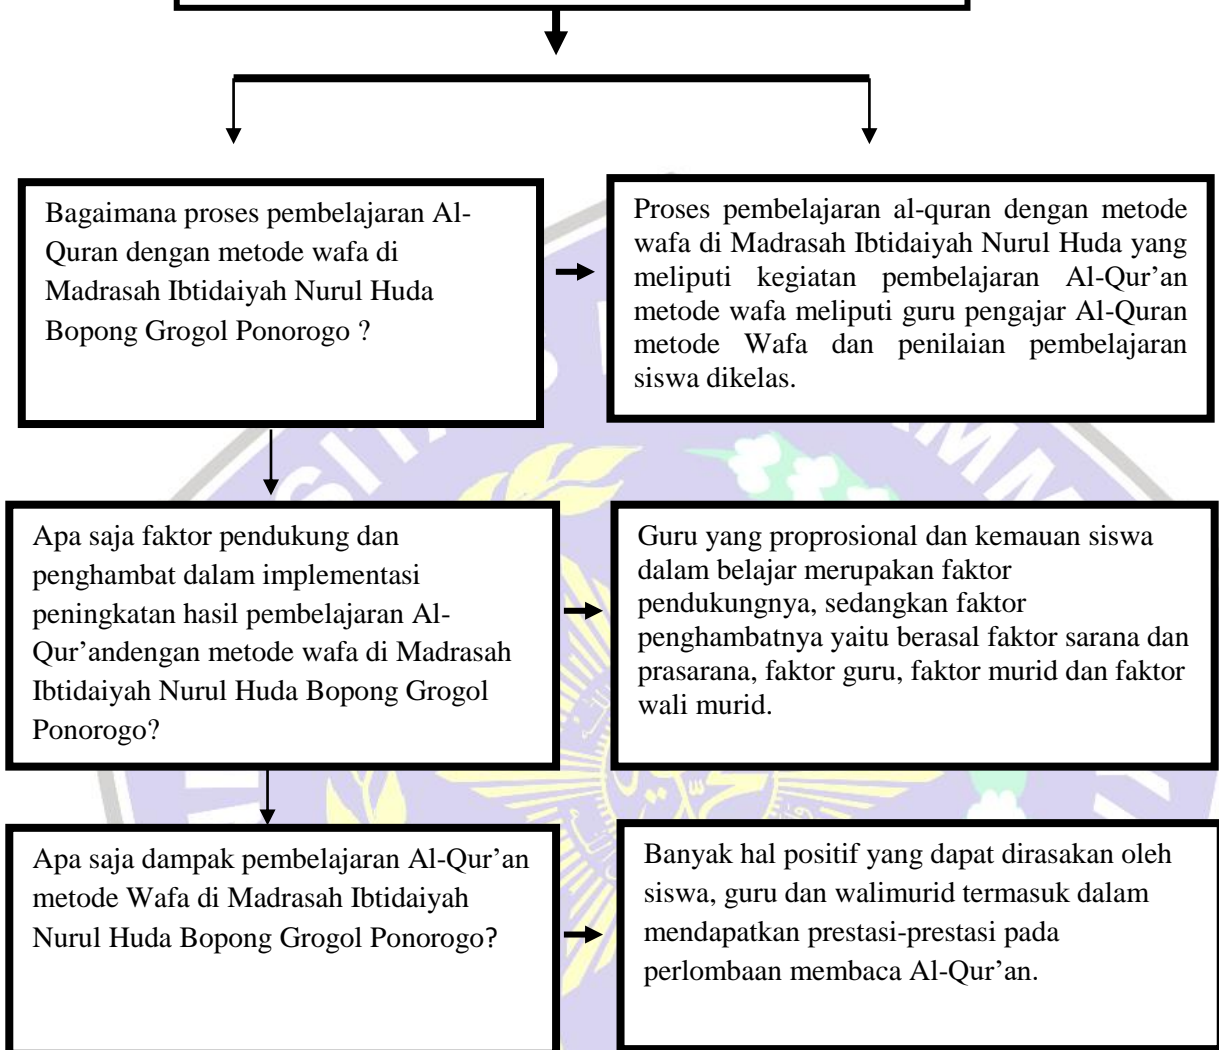 Bagaimana proses pembelajaran Al-
Quran dengan metode wafa di
Madrasah Ibtidaiyah Nurul Huda
Bopong Grogol Ponorogo ?
Proses pembelajaran al-quran dengan metode
wafa di Madrasah Ibtidaiyah Nurul Huda yang
meliputi kegiatan pembelajaran Al-Qur’an
metode wafa meliputi guru pengajar Al-Quran
metode Wafa dan penilaian pembelajaran
siswa dikelas.
Apa saja faktor pendukung dan
penghambat dalam implementasi
peningkatan hasil pembelajaran Al-
Qur’andengan metode wafa di Madrasah
Ibtidaiyah Nurul Huda Bopong Grogol
Ponorogo?
Guru yang proprosional dan kemauan siswa
dalam belajar merupakan faktor
pendukungnya, sedangkan faktor
penghambatnya yaitu berasal faktor sarana dan
prasarana, faktor guru, faktor murid dan faktor
wali murid.
Apa saja dampak pembelajaran Al-Qur’an
metode Wafa di Madrasah Ibtidaiyah
Nurul Huda Bopong Grogol Ponorogo?
Banyak hal positif yang dapat dirasakan oleh
siswa, guru dan walimurid termasuk dalam
mendapatkan prestasi-prestasi pada
perlombaan membaca Al-Qur’an.